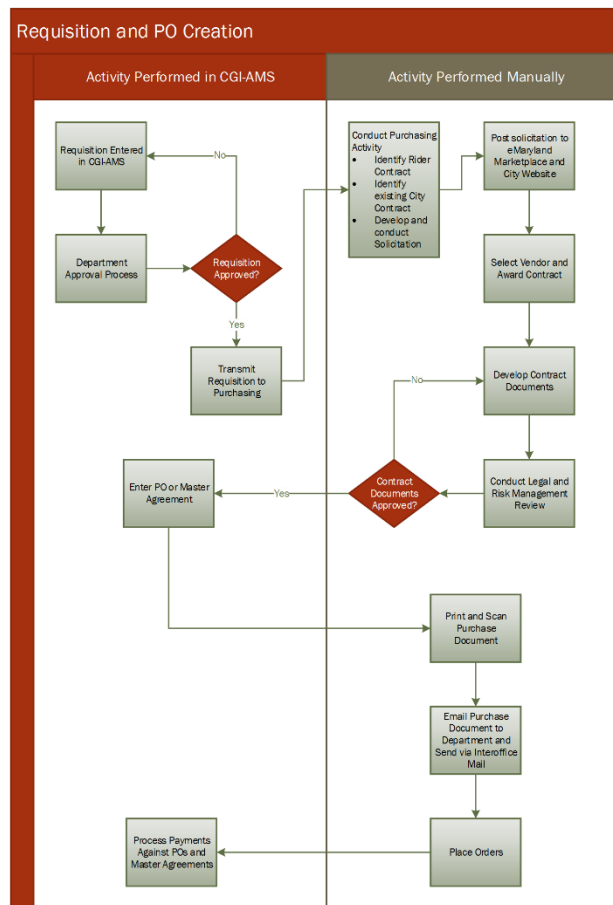 Requisition and PO Creation
Activity Performed in CGI-AMS
Activity Performed Manually
Requisition Entered
in CGI-AMS
No
Department
Approval Process
Requisition
Approved?
Yes
Transmit
Requisition to
Purchasing
Conduct Purchasing
Activity
• Identify Rider
Contract
• Identify
existing City
Contract
• Develop and
conduct
Solicitation
Post solicitation to
eMaryland
Marketplace and
City Website
Select Vendor and
Award Contract
Develop Contract
Documents
No
Conduct Legal and
Risk Management
Review
Contract
Documents
Approved?
Yes
Enter PO or Master
Agreement
Print and Scan
Purchase
Document
Email Purchase
Document to
Department and
Send via Interoffice
Mail
Place Orders
Process Payments
Against POs and
Master Agreements